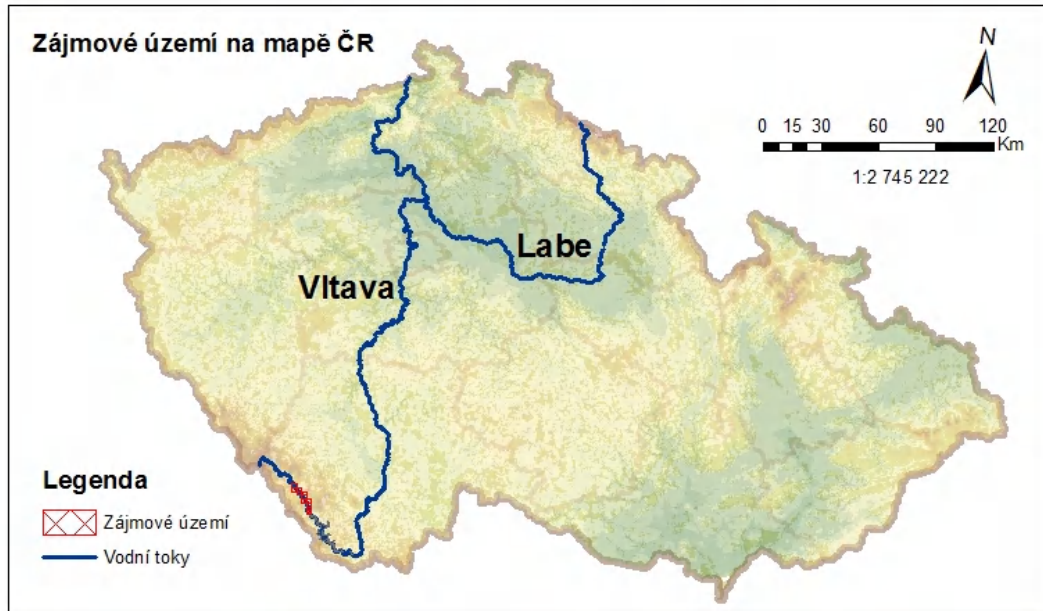 Zájmové území na mapě ČR
N
0 15 30 60 90 120
Km
1:2 745 222
Labe
Vltava
Legenda
Zájmové území
Vodní toky